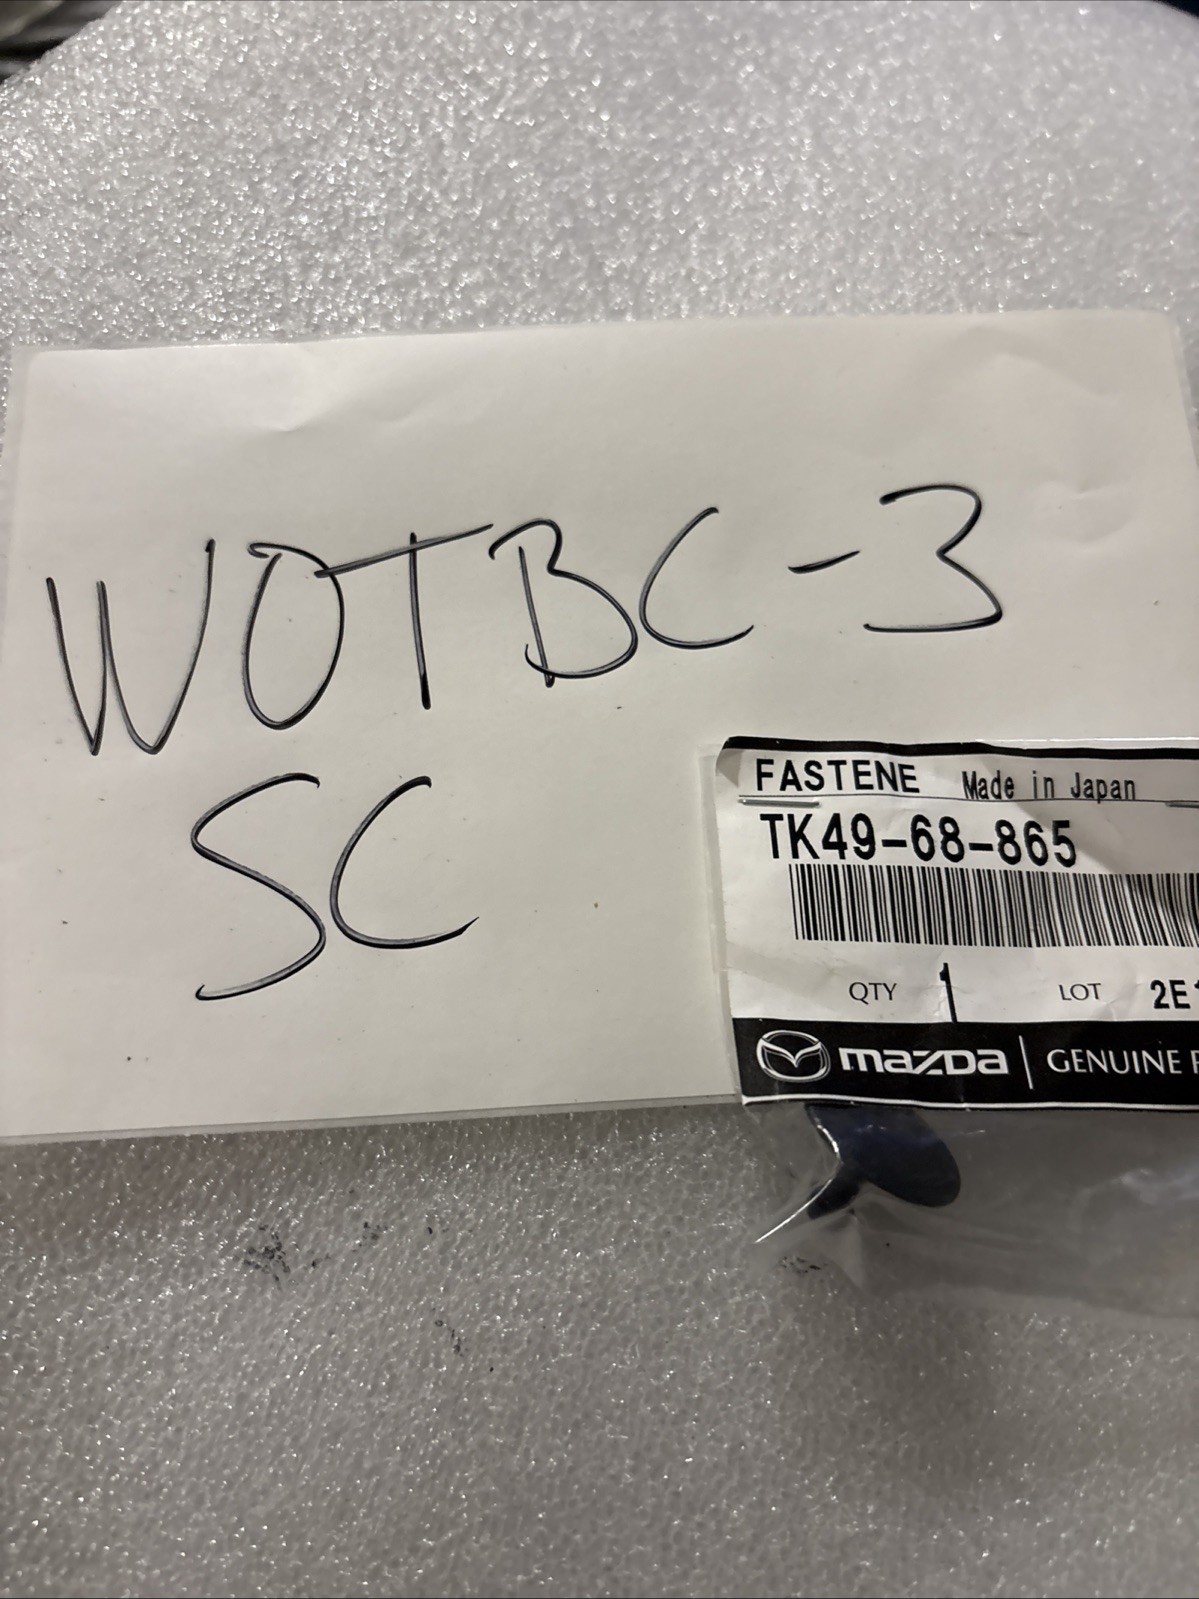 WOTBC-3
SC
FASTENE Made in Japan
TK49-68-865
QTY 1 LOT 2E
mazda | GENUINE